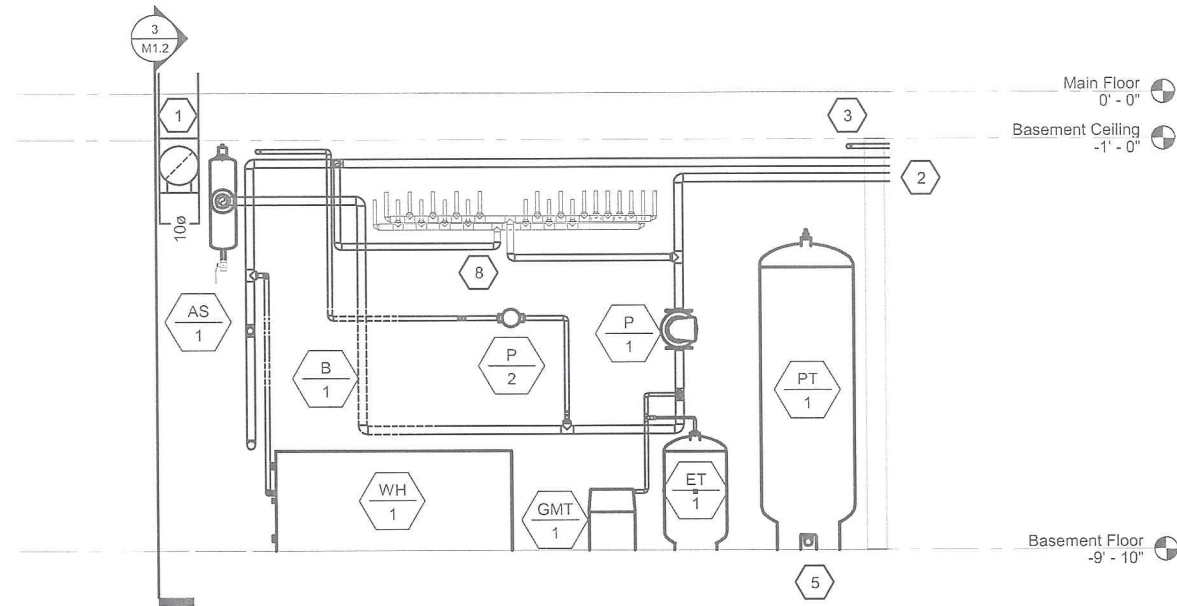 3
M1.2
Main Floor
0' - 0"
1
3
Basement Ceiling
-1' - 0"
2
10ø
8
AS
1
P
1
B
1
P
2
PT
1
WH
1
ET
1
GMT
1
Basement Floor
-9' - 10"
5